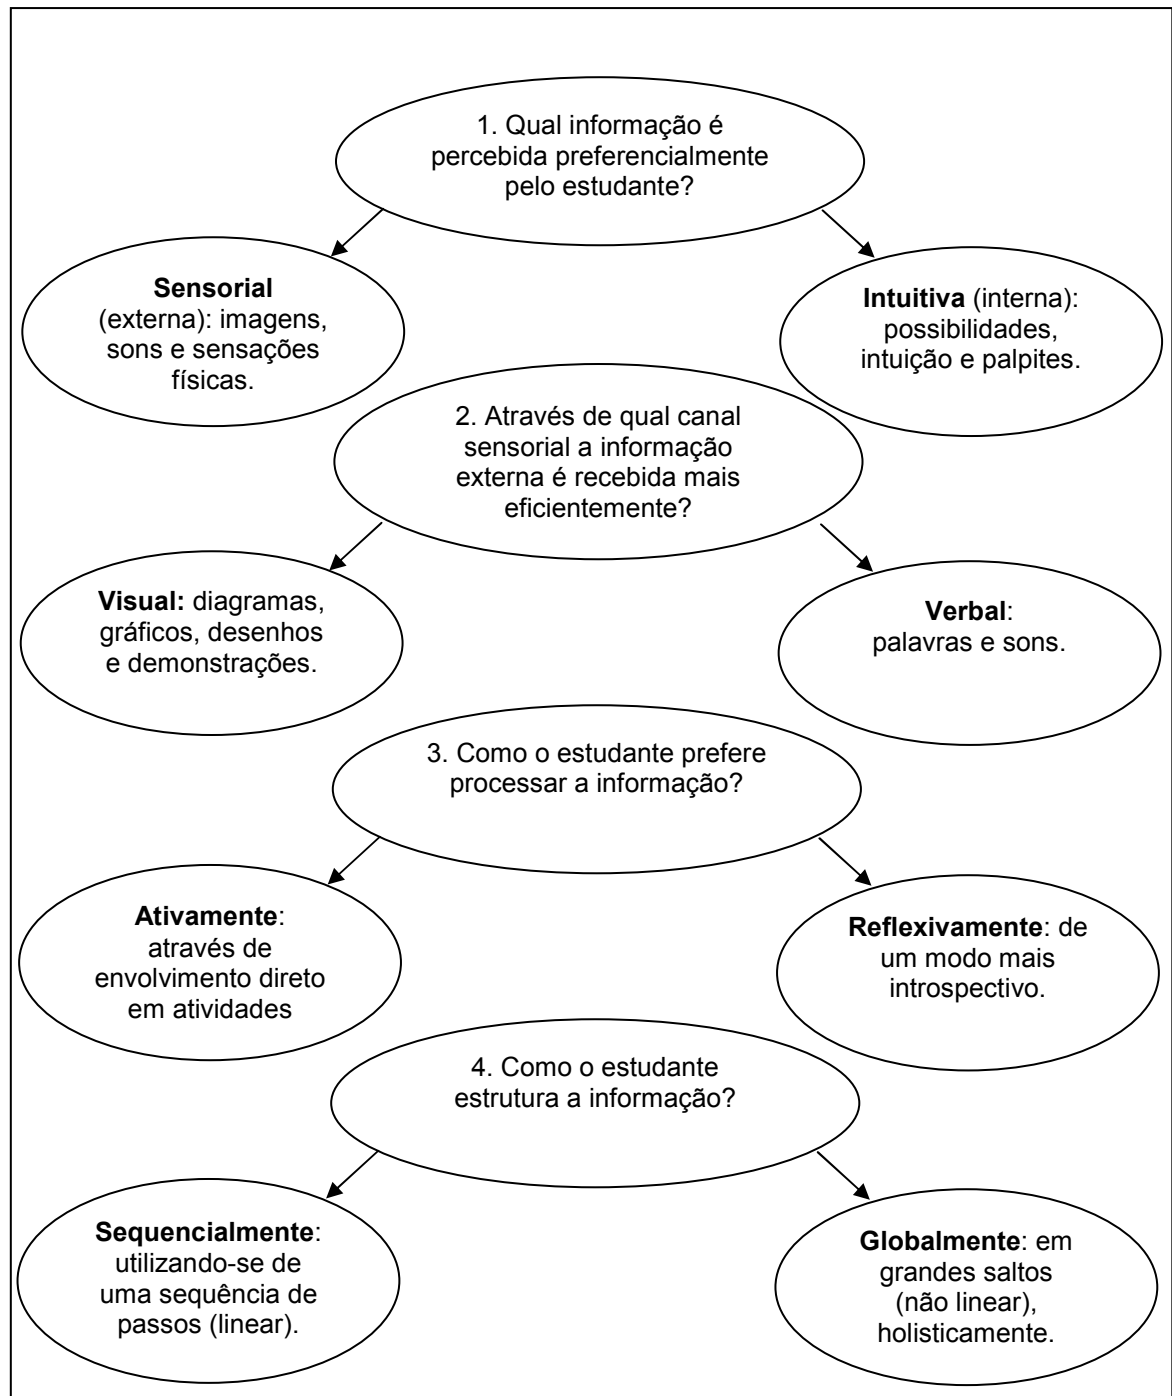 1. Qual informação é
percebida preferencialmente
pelo estudante?
Sensorial
(externa): imagens,
sons e sensações
físicas.
Intuitiva (interna):
possibilidades,
intuição e palpites.
2. Através de qual canal
sensorial a informação
externa é recebida mais
eficientemente?
Visual: diagramas,
gráficos, desenhos
e demonstrações.
Verbal:
palavras e sons.
3. Como o estudante prefere
processar a informação?
Ativamente:
através de
envolvimento direto
em atividades
Reflexivamente: de
um modo mais
introspectivo.
4. Como o estudante
estrutura a informação?
Sequencialmente:
utilizando-se de
uma sequência de
passos (linear).
Globalmente: em
grandes saltos
(não linear),
holisticamente.